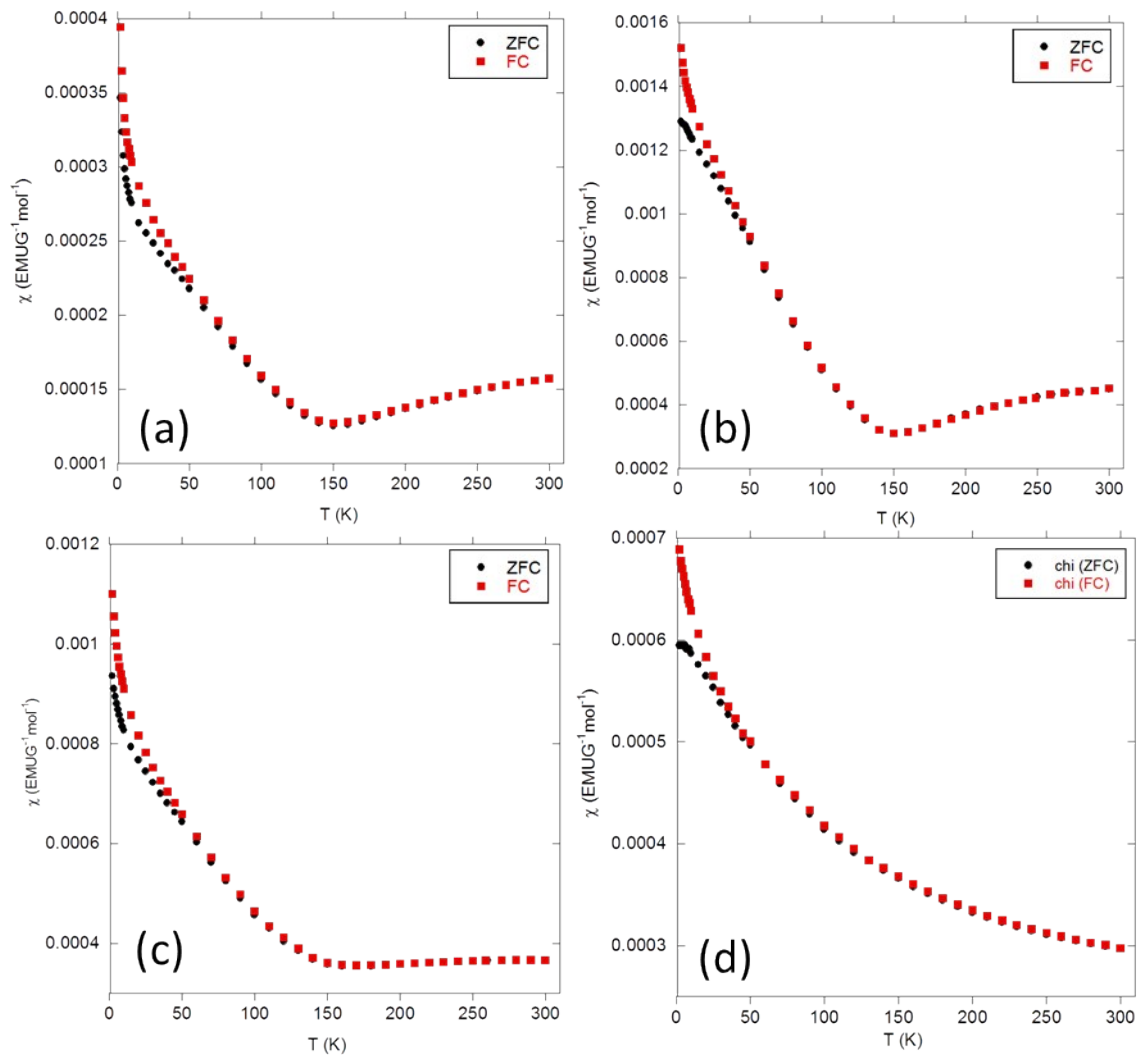 0.0004
0.00035
0.0003
0.00025
0.0002
0.00015
0.0001
χ (EMUG⁻¹mol⁻¹)
ZFC
FC
(a)
0 50 100 150 200 250 300
T (K)
0.0016
0.0014
0.0012
0.001
0.0008
0.0006
0.0004
0.0002
χ (EMUG⁻¹mol⁻¹)
ZFC
FC
(b)
0 50 100 150 200 250 300
T (K)
0.0012
0.001
0.0008
0.0006
0.0004
χ (EMUG⁻¹mol⁻¹)
ZFC
FC
(c)
0 50 100 150 200 250 300
T (K)
0.0007
0.0006
0.0005
0.0004
0.0003
χ (EMUG⁻¹mol⁻¹)
chi (ZFC)
chi (FC)
(d)
0 50 100 150 200 250 300
T (K)